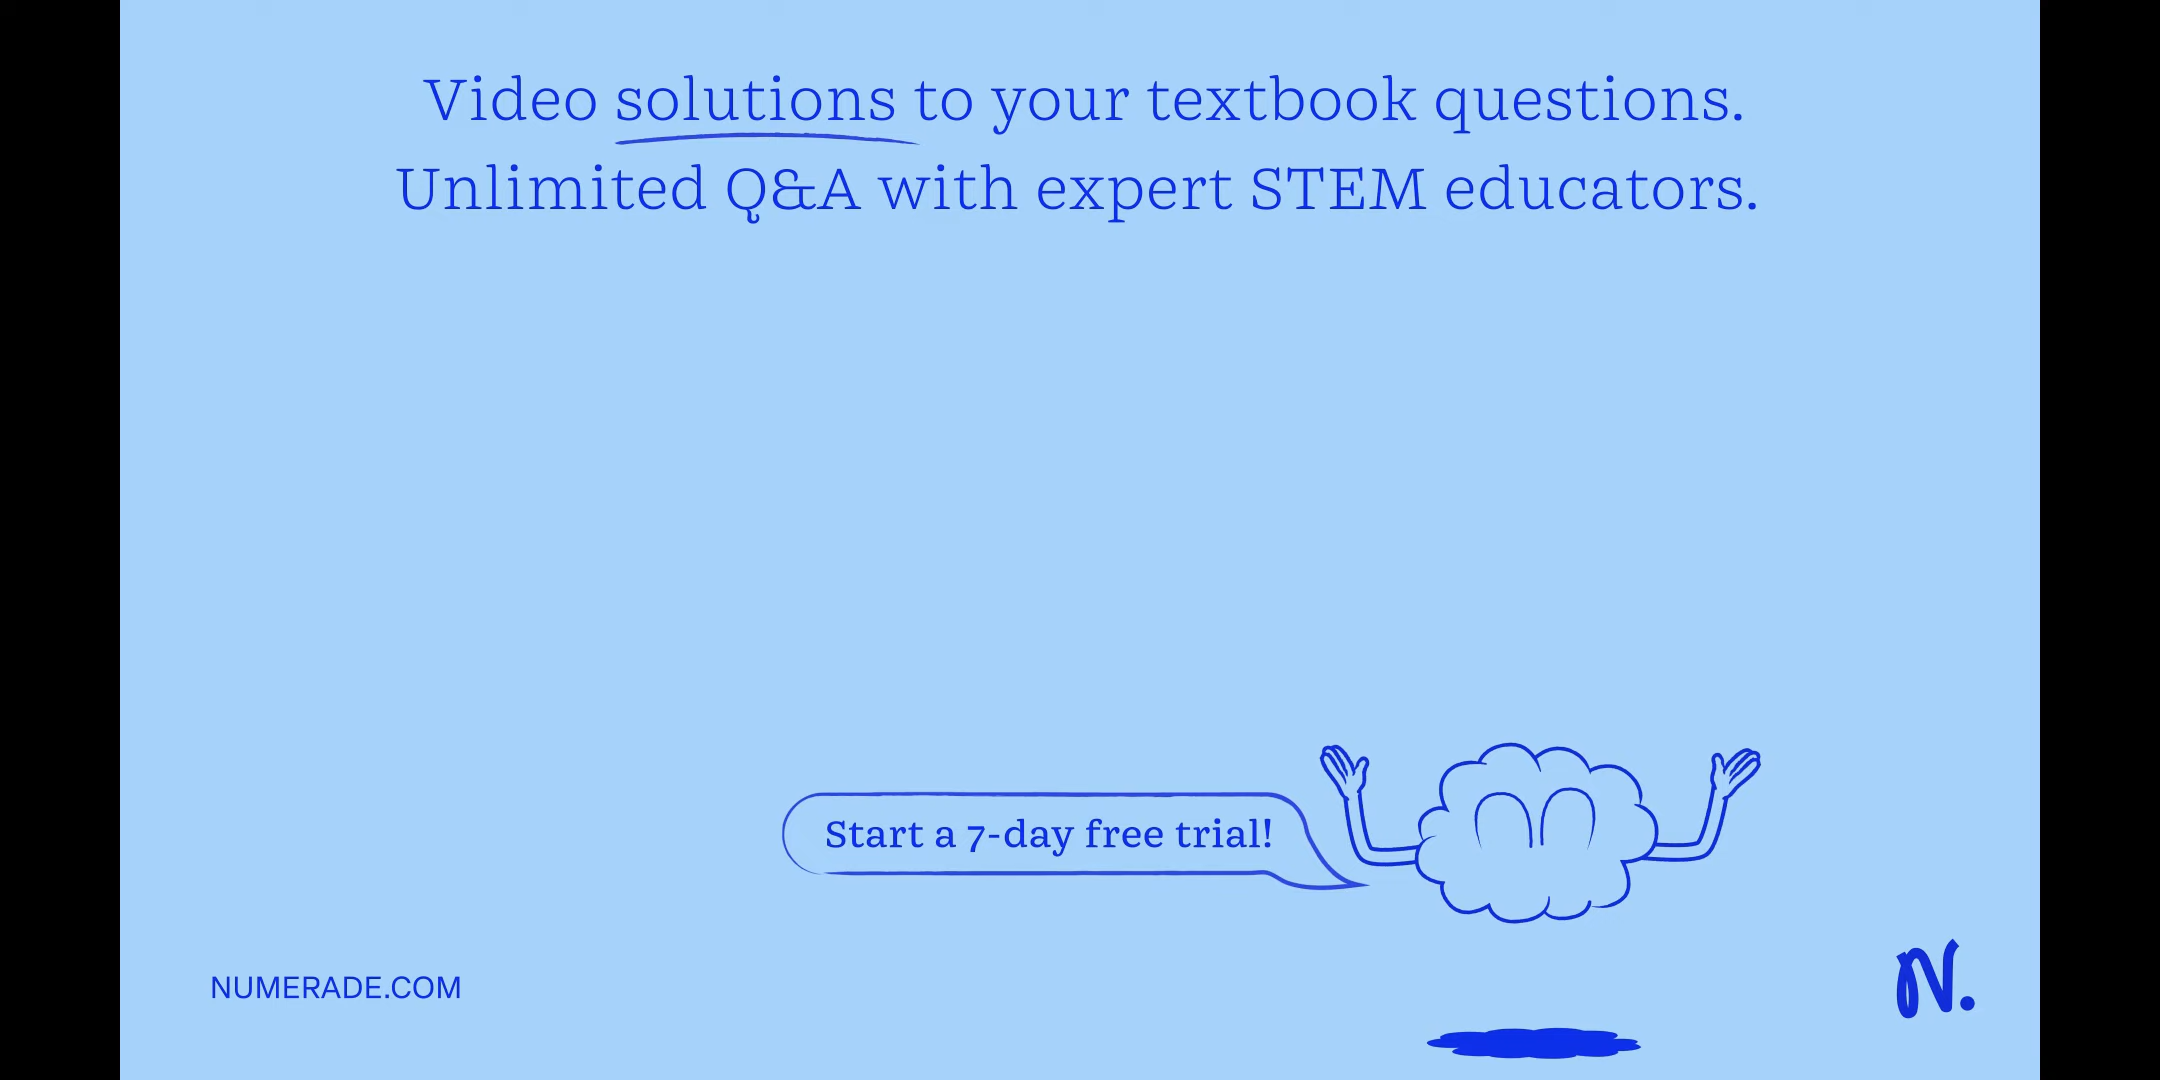 Video solutions to your textbook questions.
Unlimited Q&A with expert STEM educators.
Start a 7-day free trial!
NUMERADE.COM
N.